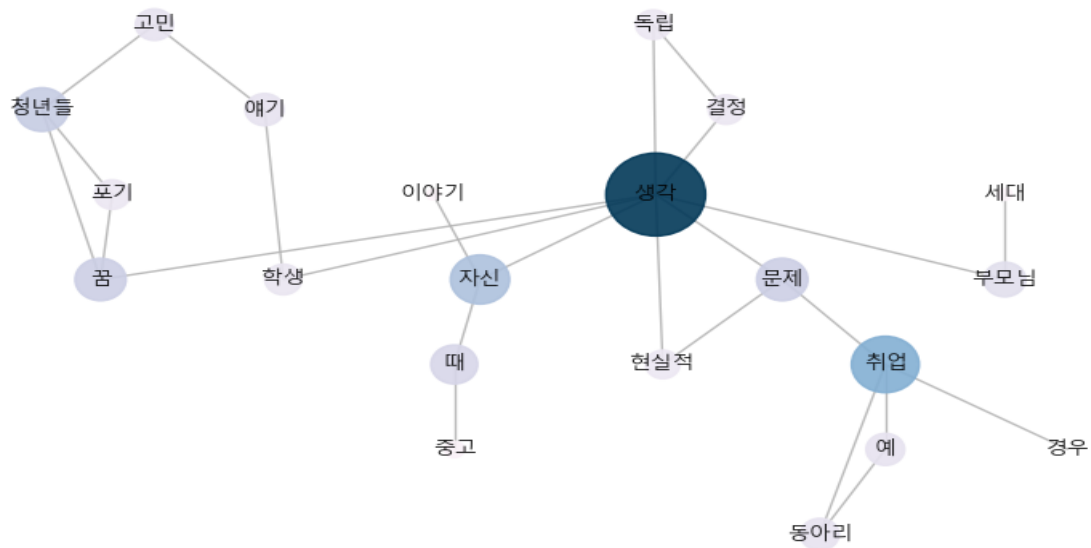 고민
독립
청년들
얘기
결정
포기
이야기
생각
세대
꿈
학생
자신
문제
부모님
때
현실적
취업
중고
예
경우
동아리